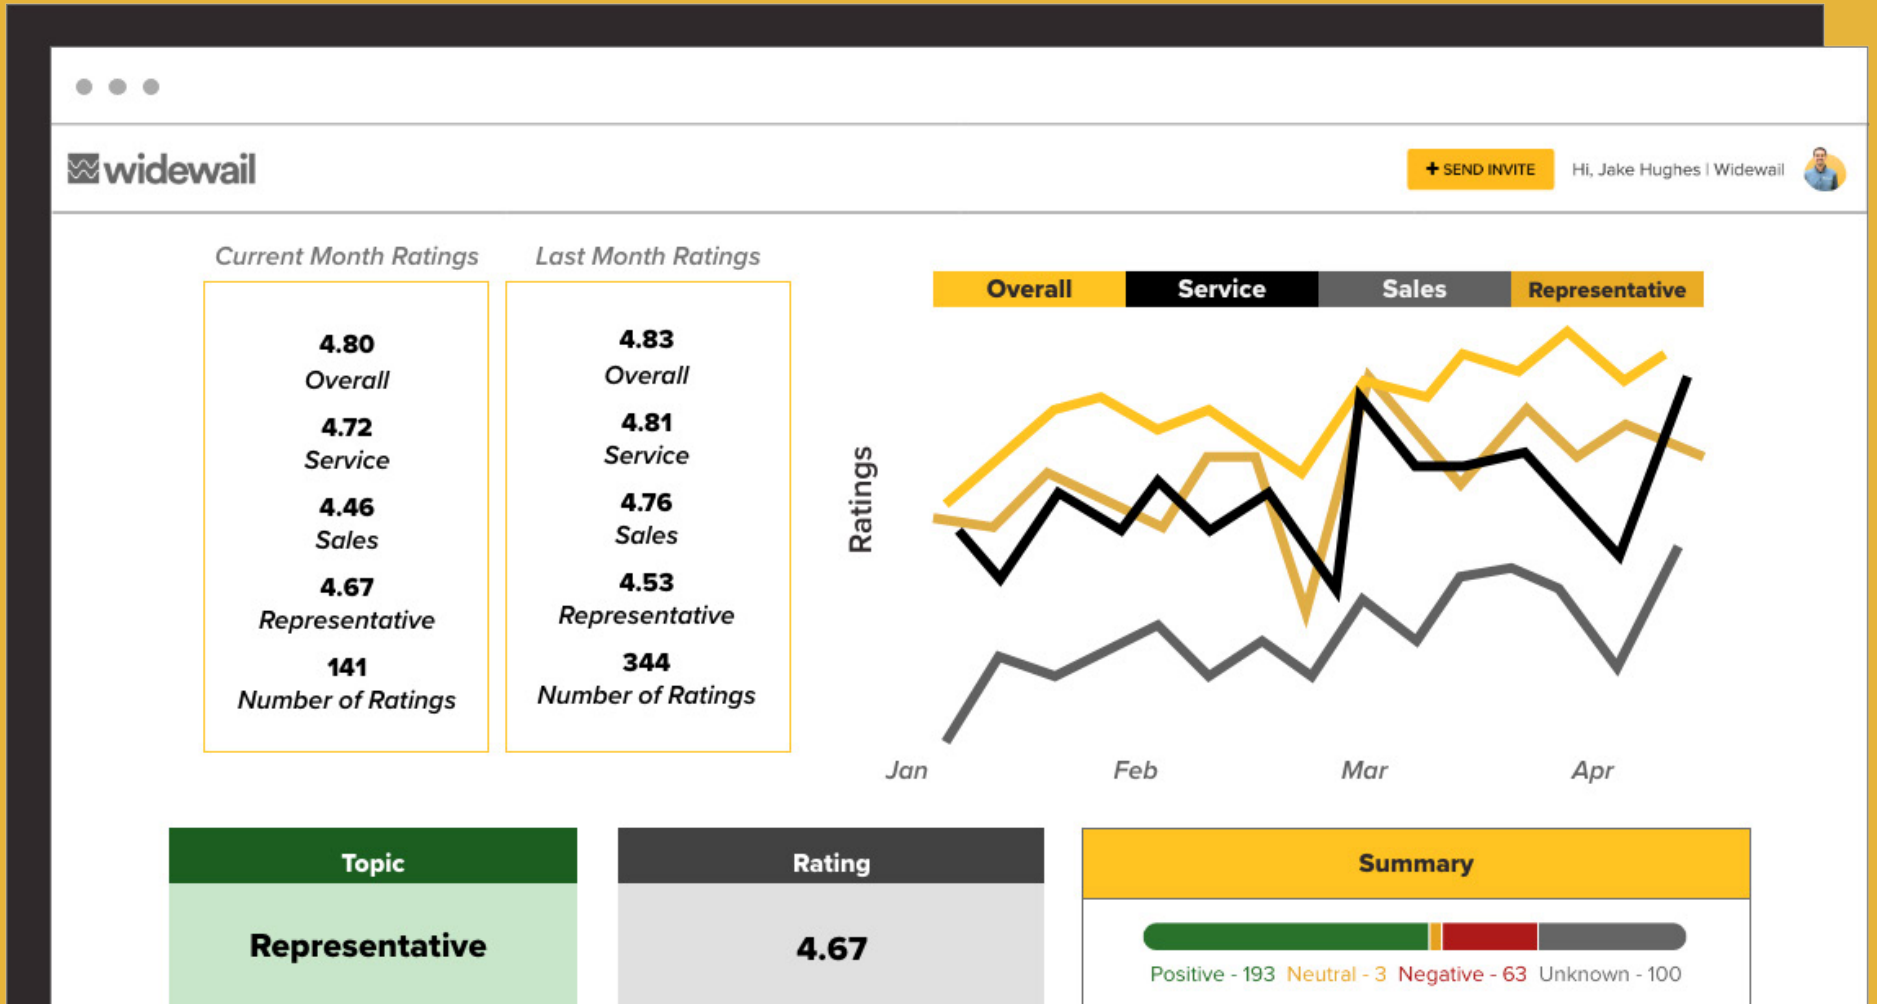 widewail
+ SEND INVITE
Hi, Jake Hughes | Widewail
Current Month Ratings
4.80
Overall
4.72
Service
4.46
Sales
4.67
Representative
141
Number of Ratings
Last Month Ratings
4.83
Overall
4.81
Service
4.76
Sales
4.53
Representative
344
Number of Ratings
Overall Service Sales Representative
Ratings
Jan Feb Mar Apr
Topic
Representative
Rating
4.67
Summary
Positive - 193 Neutral - 3 Negative - 63 Unknown - 100